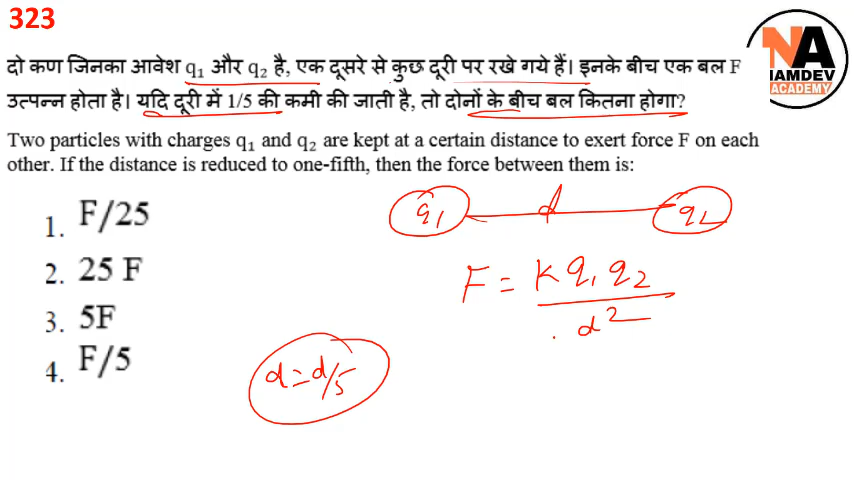 323
दो कण जिनका आवेश q₁ और q₂ है, एक दूसरे से कुछ दूरी पर रखे गये हैं। इनके बीच एक बल F
उत्पन्न होता है। यदि दूरी में 1/5 की कमी की जाती है, तो दोनों के बीच बल कितना होगा?
NA
IAMDEV
ACADEMY
Two particles with charges q₁ and q₂ are kept at a certain distance to exert force F on each
other. If the distance is reduced to one-fifth, then the force between them is:
1. F/25
2. 25 F
3. 5F
4. F/5
q₁ d q₂
F = K q₁ q₂
d²
d = d/5